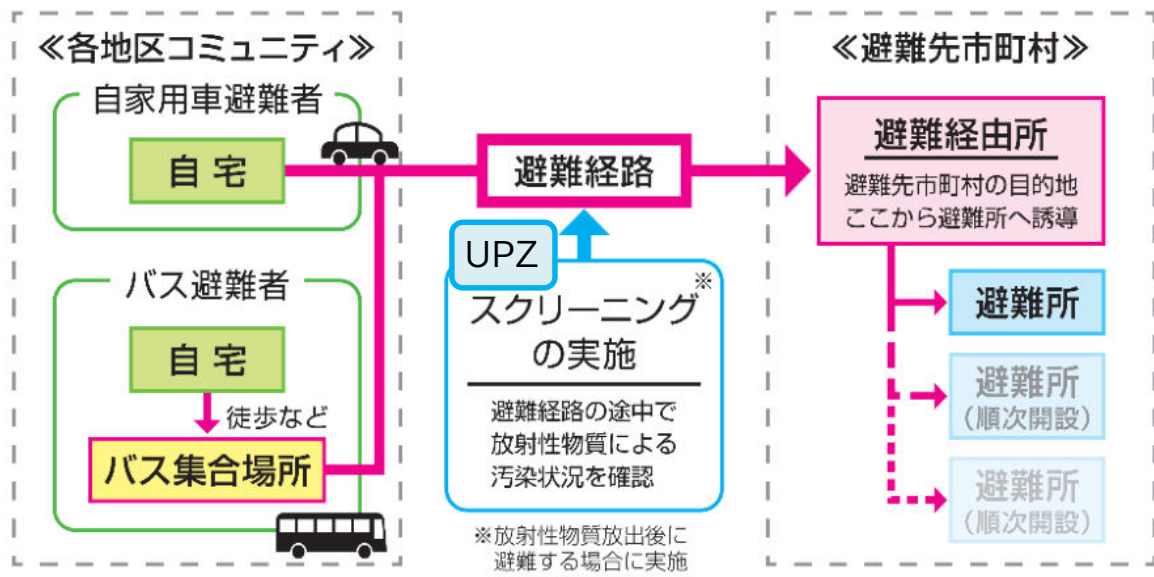 ≪各地区コミュニティ≫
自家用車避難者
自宅
バス避難者
自宅
徒歩など
バス集合場所
避難経路
UPZ
スクリーニング※
の実施
避難経路の途中で
放射性物質による
汚染状況を確認
※放射性物質放出後に
避難する場合に実施
≪避難先市町村≫
避難経由所
避難先市町村の目的地
ここから避難所へ誘導
避難所
避難所
(順次開設)
避難所
(順次開設)